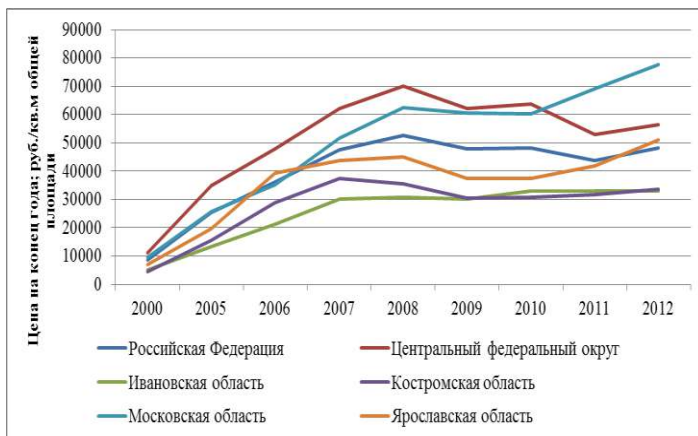 Цена на конец года; руб./кв.м общей
площади
90000
80000
70000
60000
50000
40000
30000
20000
10000
0
2000 2005 2006 2007 2008 2009 2010 2011 2012
Российская Федерация Центральный федеральный округ
Ивановская область Костромская область
Московская область Ярославская область